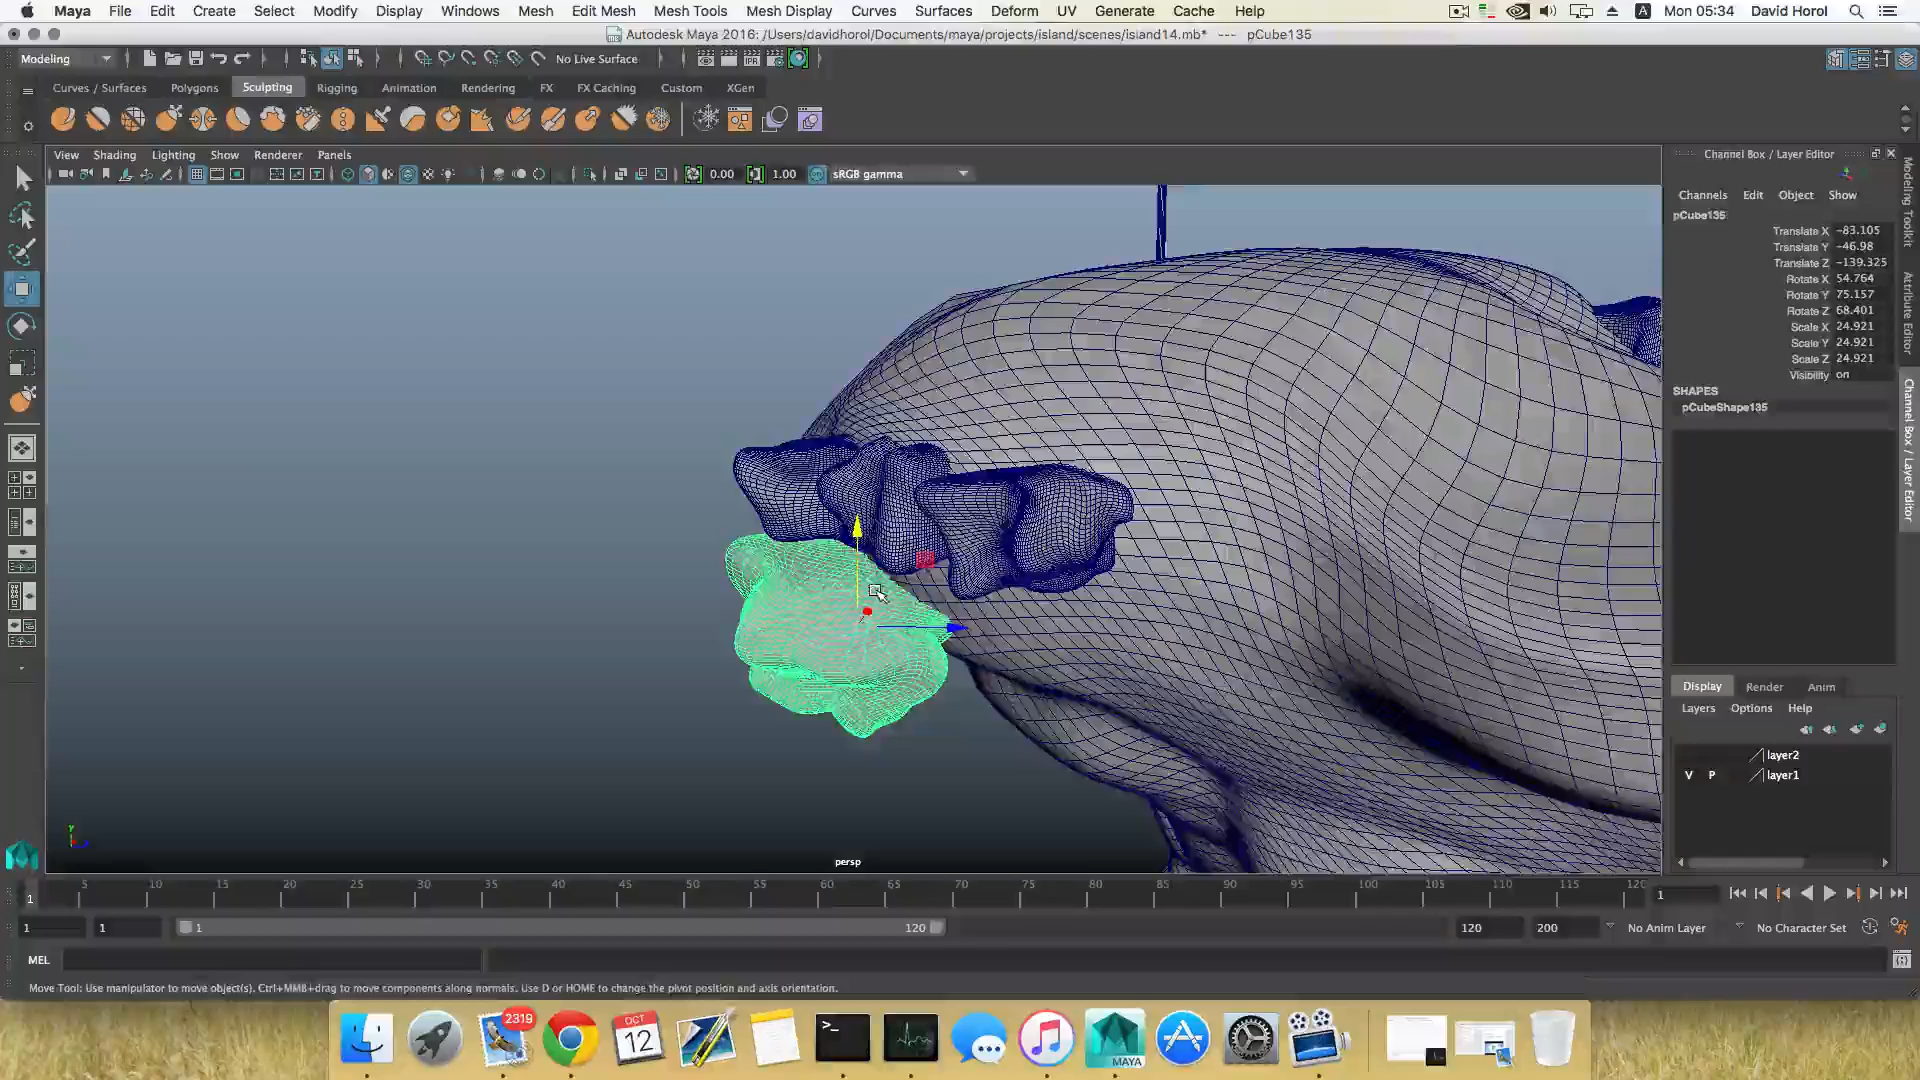 Maya File Edit Create Select Modify Display Windows Mesh Edit Mesh Mesh Tools Mesh Display Curves Surfaces Deform UV Generate Cache Help A Mon 05:34 David Horol
Autodesk Maya 2016: /Users/davidhorol/Documents/maya/projects/island/scenes/island14.mb* --- pCube135
Modeling No Live Surface
Curves / Surfaces Polygons Sculpting Rigging Animation Rendering FX FX Caching Custom XGen
View Shading Lighting Show Renderer Panels
0.00 1.00 sRGB gamma
persp
Channel Box / Layer Editor
Channels Edit Object Show
pCube135
Translate X -83.105
Translate Y -46.98
Translate Z -139.325
Rotate X 54.764
Rotate Y 75.157
Rotate Z 68.401
Scale X 24.921
Scale Y 24.921
Scale Z 24.921
Visibility on
SHAPES
pCubeShape135
Display Render Anim
Layers Options Help
layer2
V P layer1
Modeling Toolkit
Attribute Editor
Channel Box / Layer Editor
1 5 10 15 20 25 30 35 40 45 50 55 60 65 70 75 80 85 90 95 100 105 110 115 120 1
1 1 1 120 120 200 No Anim Layer No Character Set
MEL
Move Tool: Use manipulator to move object(s). Ctrl+MMB+drag to move components along normals. Use D or HOME to change the pivot position and axis orientation.
2319
OCT
12
MAYA